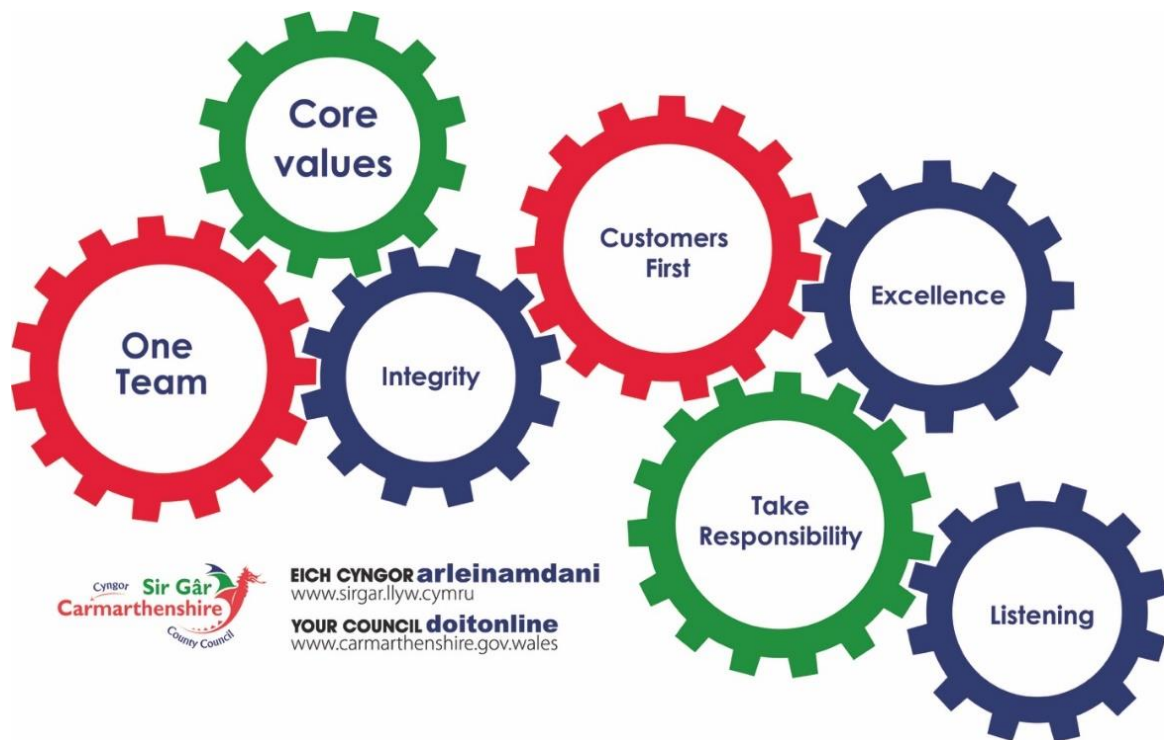 Core
values
One
Team
Integrity
Customers
First
Excellence
Take
Responsibility
Listening
Cyngor Sir Gâr
Carmarthenshire
County Council
EICH CYNGOR arleinamdani
www.sirgar.llyw.cymru
YOUR COUNCIL doitonline
www.carmarthenshire.gov.wales